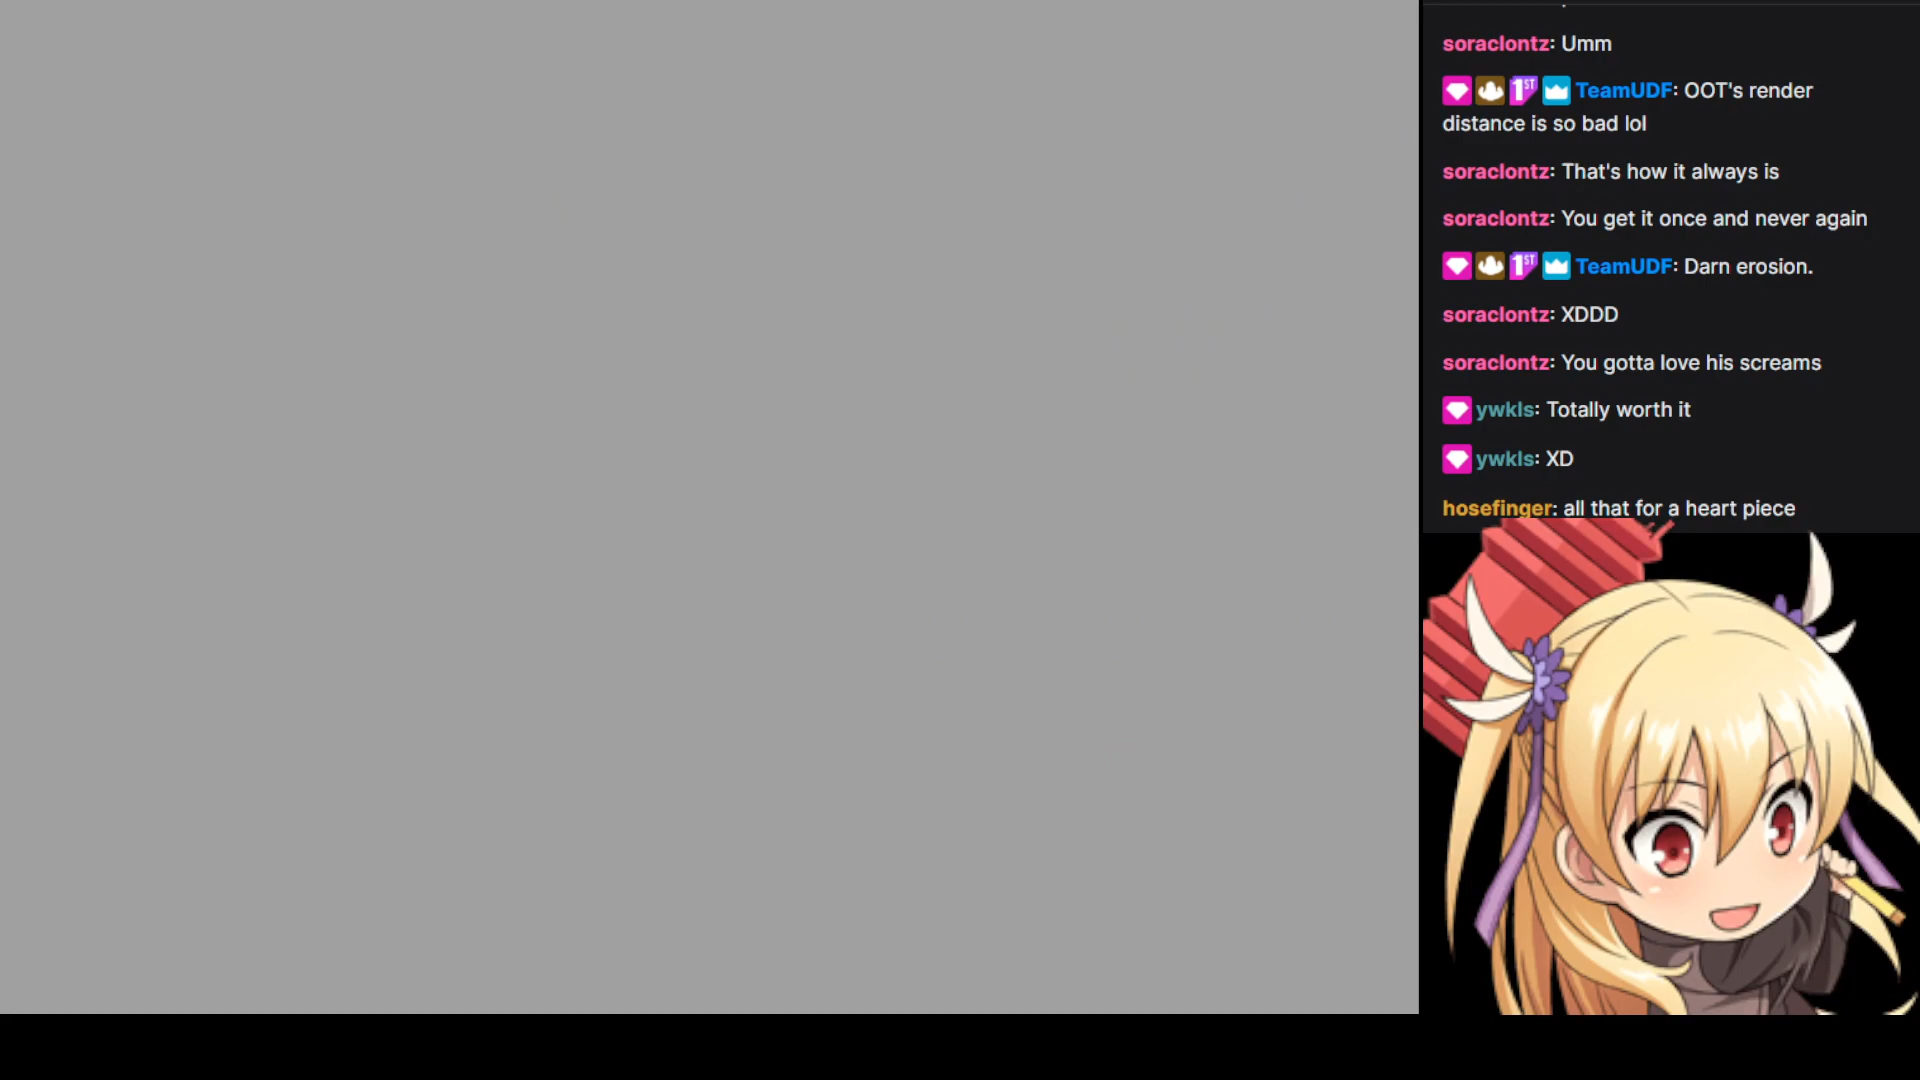 soraclontz: Umm
1ST TeamUDF: OOT's render
distance is so bad lol
soraclontz: That's how it always is
soraclontz: You get it once and never again
1ST TeamUDF: Darn erosion.
soraclontz: XDDD
soraclontz: You gotta love his screams
ywkls: Totally worth it
ywkls: XD
hosefinger: all that for a heart piece